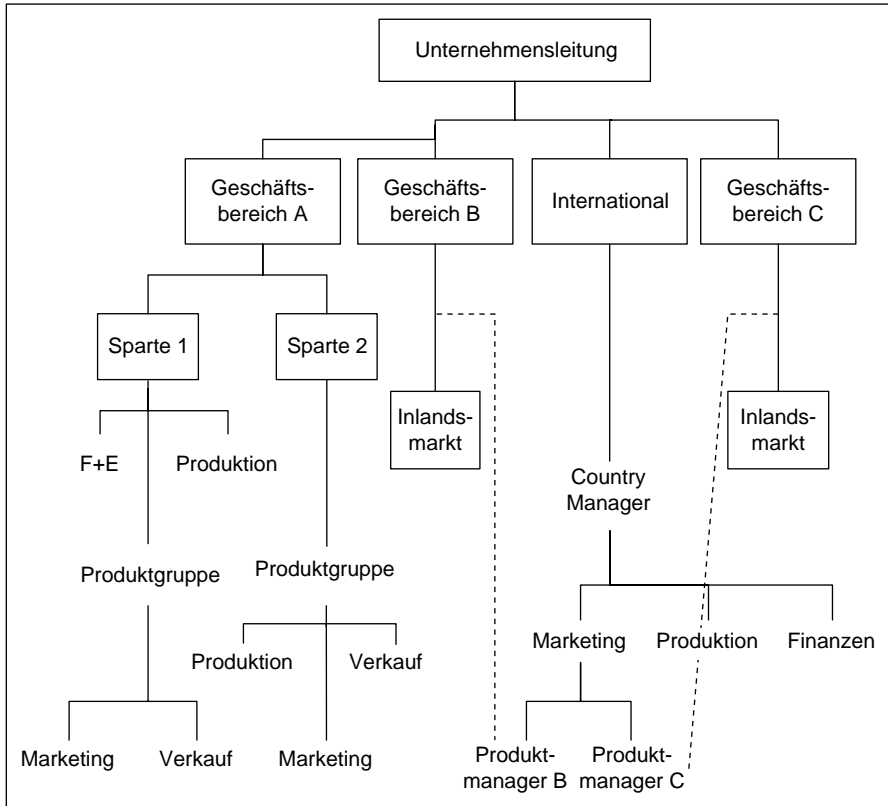 Unternehmensleitung
Geschäfts-
bereich A
Geschäfts-
bereich B
International
Geschäfts-
bereich C
Sparte 1
Sparte 2
Inlands-
markt
Inlands-
markt
F+E
Produktion
Country
Manager
Produktgruppe
Produktgruppe
Produktion
Verkauf
Marketing
Produktion
Finanzen
Marketing
Verkauf
Marketing
Produkt-
manager B
Produkt-
manager C